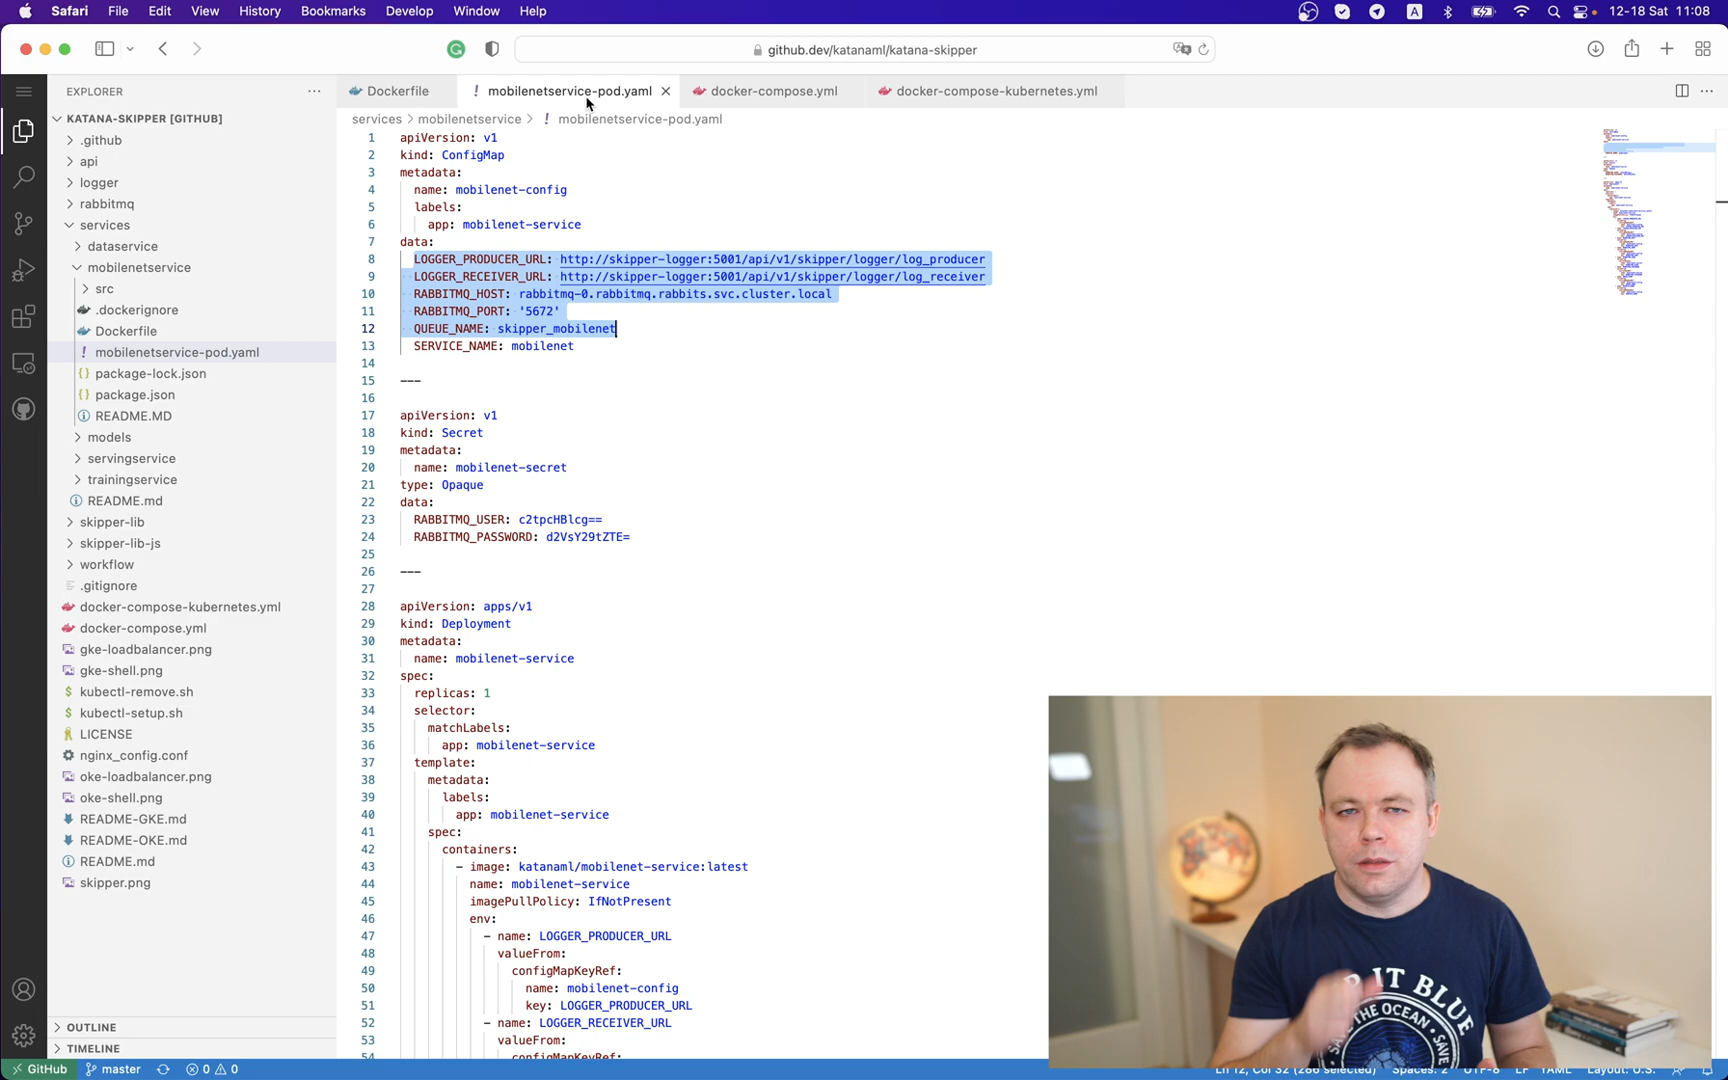 Safari File Edit View History Bookmarks Develop Window Help A 12-18 Sat 11:08
github.dev/katanaml/katana-skipper
EXPLORER
KATANA-SKIPPER [GITHUB]
.github
api
logger
rabbitmq
services
dataservice
mobilenetservice
src
.dockerignore
Dockerfile
mobilenetservice-pod.yaml
package-lock.json
package.json
README.MD
models
servingservice
trainingservice
README.md
skipper-lib
skipper-lib-js
workflow
.gitignore
docker-compose-kubernetes.yml
docker-compose.yml
gke-loadbalancer.png
gke-shell.png
kubectl-remove.sh
kubectl-setup.sh
LICENSE
nginx_config.conf
oke-loadbalancer.png
oke-shell.png
README-GKE.md
README-OKE.md
README.md
skipper.png
OUTLINE
TIMELINE
Dockerfile ! mobilenetservice-pod.yaml docker-compose.yml docker-compose-kubernetes.yml
services > mobilenetservice > ! mobilenetservice-pod.yaml
1 apiVersion: v1
2 kind: ConfigMap
3 metadata:
4 name: mobilenet-config
5 labels:
6 app: mobilenet-service
7 data:
8 LOGGER_PRODUCER_URL: http://skipper-logger:5001/api/v1/skipper/logger/log_producer
9 LOGGER_RECEIVER_URL: http://skipper-logger:5001/api/v1/skipper/logger/log_receiver
10 RABBITMQ_HOST: rabbitmq-0.rabbitmq.rabbits.svc.cluster.local
11 RABBITMQ_PORT: '5672'
12 QUEUE_NAME: skipper_mobilenet
13 SERVICE_NAME: mobilenet
14
15 ---
16
17 apiVersion: v1
18 kind: Secret
19 metadata:
20 name: mobilenet-secret
21 type: Opaque
22 data:
23 RABBITMQ_USER: c2tpcHBlcg==
24 RABBITMQ_PASSWORD: d2VsY29tZTE=
25
26 ---
27
28 apiVersion: apps/v1
29 kind: Deployment
30 metadata:
31 name: mobilenet-service
32 spec:
33 replicas: 1
34 selector:
35 matchLabels:
36 app: mobilenet-service
37 template:
38 metadata:
39 labels:
40 app: mobilenet-service
41 spec:
42 containers:
43 - image: katanaml/mobilenet-service:latest
44 name: mobilenet-service
45 imagePullPolicy: IfNotPresent
46 env:
47 - name: LOGGER_PRODUCER_URL
48 valueFrom:
49 configMapKeyRef:
50 name: mobilenet-config
51 key: LOGGER_PRODUCER_URL
52 - name: LOGGER_RECEIVER_URL
53 valueFrom:
54 configMapKeyRef:
IT BLUE
THE OCEAN
GitHub master 0 0 Ln 12, Col 32 (286 selected) Spaces: 2 UTF-8 LF YAML Layout: U.S.